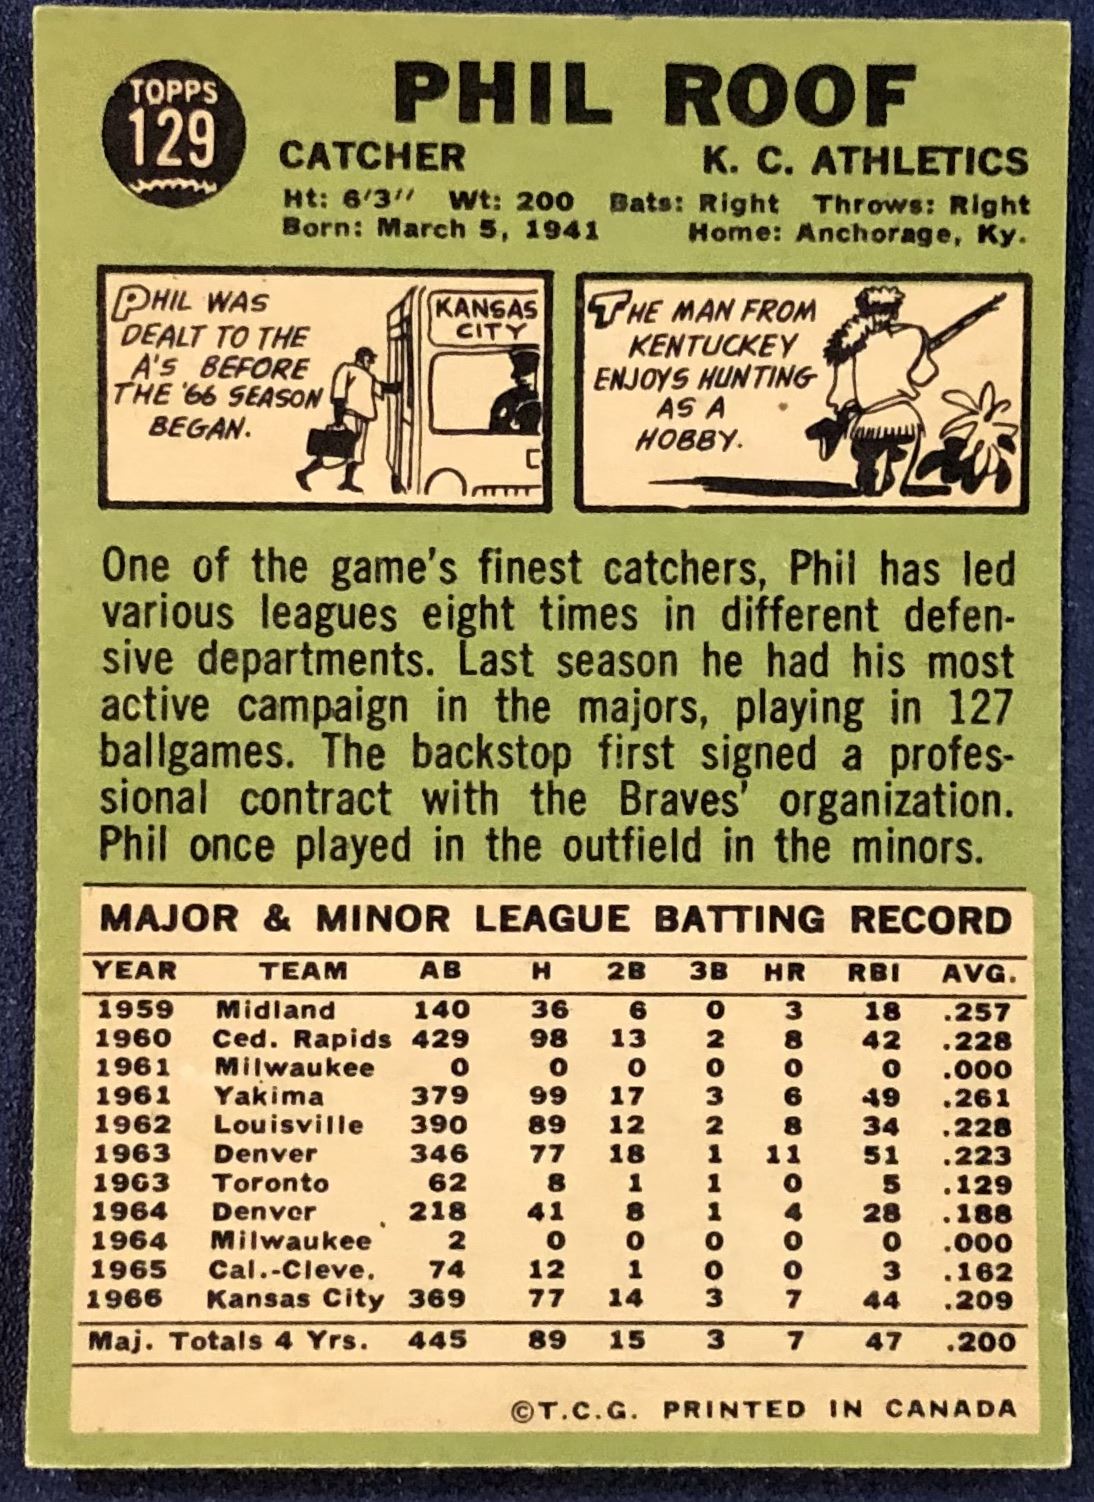 TOPPS
129
PHIL ROOF
CATCHER K. C. ATHLETICS
Ht: 6'3" Wt: 200 Bats: Right Throws: Right
Born: March 5, 1941 Home: Anchorage, Ky.
PHIL WAS
DEALT TO THE
A'S BEFORE
THE '66 SEASON
BEGAN.
KANSAS
CITY
THE MAN FROM
KENTUCKEY
ENJOYS HUNTING
AS A
HOBBY.
One of the game's finest catchers, Phil has led
various leagues eight times in different defen-
sive departments. Last season he had his most
active campaign in the majors, playing in 127
ballgames. The backstop first signed a profes-
sional contract with the Braves' organization.
Phil once played in the outfield in the minors.
MAJOR & MINOR LEAGUE BATTING RECORD
YEAR TEAM AB H 2B 3B HR RBI AVG.
1959 Midland 140 36 6 0 3 18 .257
1960 Ced. Rapids 429 98 13 2 8 42 .228
1961 Milwaukee 0 0 0 0 0 0 .000
1961 Yakima 379 99 17 3 6 49 .261
1962 Louisville 390 89 12 2 8 34 .228
1963 Denver 346 77 18 1 11 51 .223
1963 Toronto 62 8 1 1 0 5 .129
1964 Denver 218 41 8 1 4 28 .188
1964 Milwaukee 2 0 0 0 0 0 .000
1965 Cal.-Cleve. 74 12 1 0 0 3 .162
1966 Kansas City 369 77 14 3 7 44 .209
Maj. Totals 4 Yrs. 445 89 15 3 7 47 .200
©T.C.G. PRINTED IN CANADA